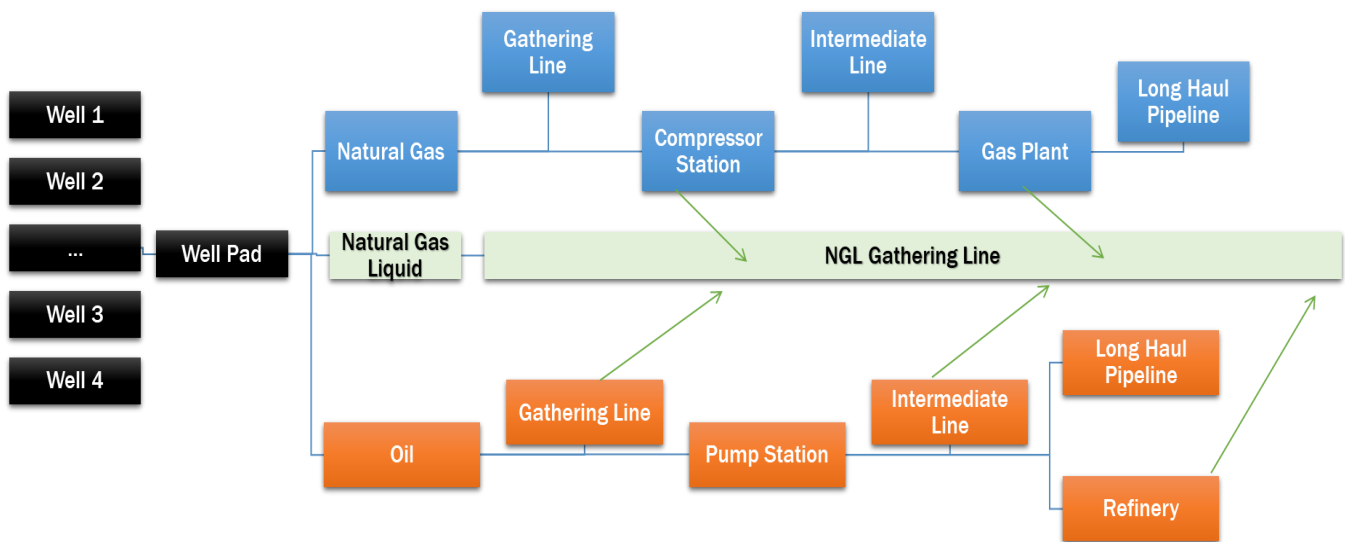 Well 1
Well 2
...
Well 3
Well 4
Well Pad
Natural Gas
Gathering
Line
Compressor
Station
Intermediate
Line
Gas Plant
Long Haul
Pipeline
Natural Gas
Liquid
NGL Gathering Line
Oil
Gathering Line
Pump Station
Intermediate
Line
Long Haul
Pipeline
Refinery